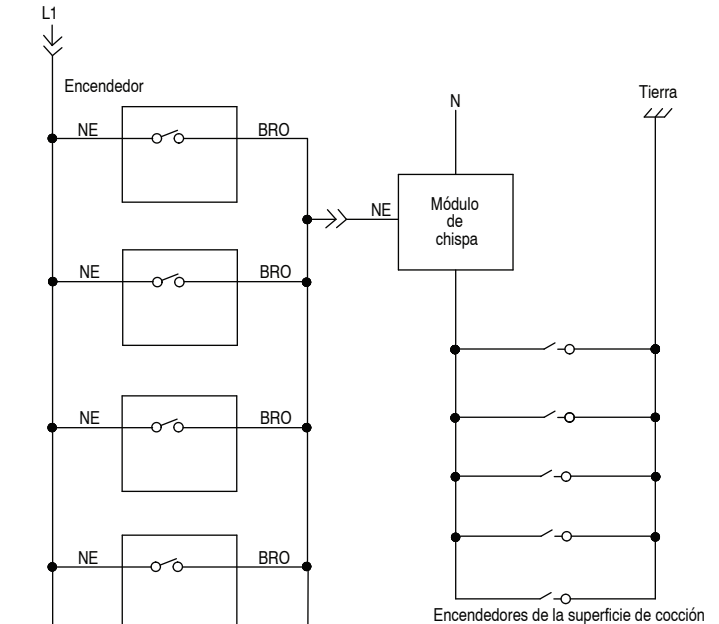 L1
Encendedor
N
Tierra
NE
BRO
NE
Módulo
de
chispa
NE
BRO
NE
BRO
NE
BRO
Encendedores de la superficie de cocción